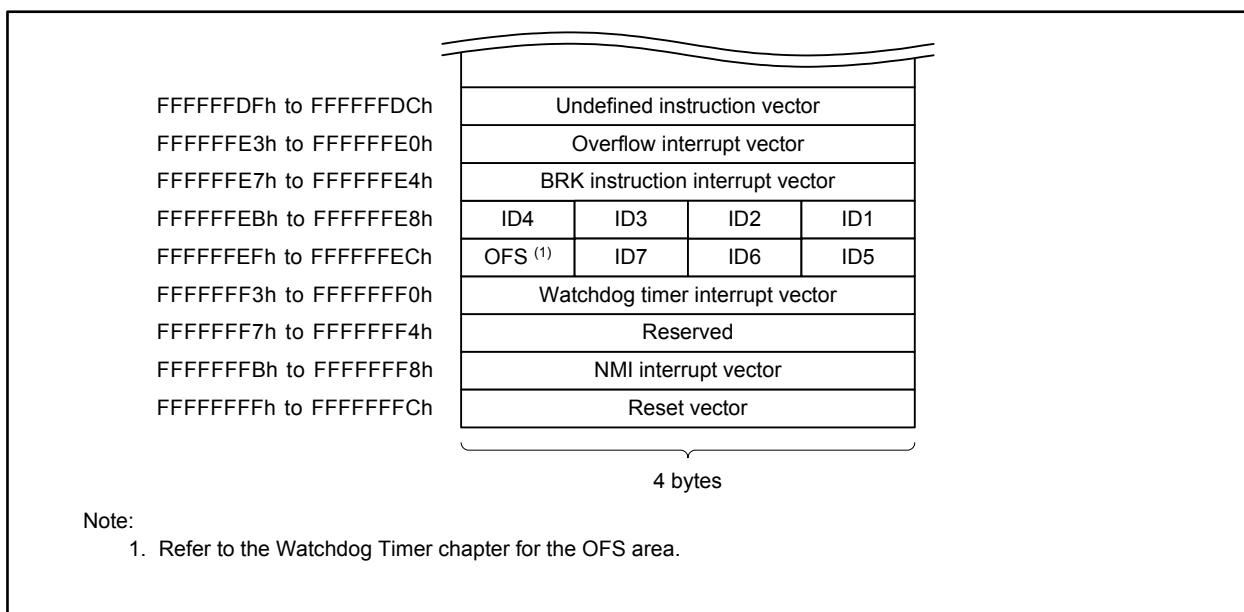 FFFFFFDFh to FFFFFFDCh Undefined instruction vector
FFFFFFE3h to FFFFFFE0h Overflow interrupt vector
FFFFFFE7h to FFFFFFE4h BRK instruction interrupt vector
FFFFFFEBh to FFFFFFE8h ID4 ID3 ID2 ID1
FFFFFFEFh to FFFFFFECh OFS (1) ID7 ID6 ID5
FFFFFFF3h to FFFFFFF0h Watchdog timer interrupt vector
FFFFFFF7h to FFFFFFF4h Reserved
FFFFFFFBh to FFFFFFF8h NMI interrupt vector
FFFFFFFFh to FFFFFFFCh Reset vector
4 bytes
Note:
1. Refer to the Watchdog Timer chapter for the OFS area.